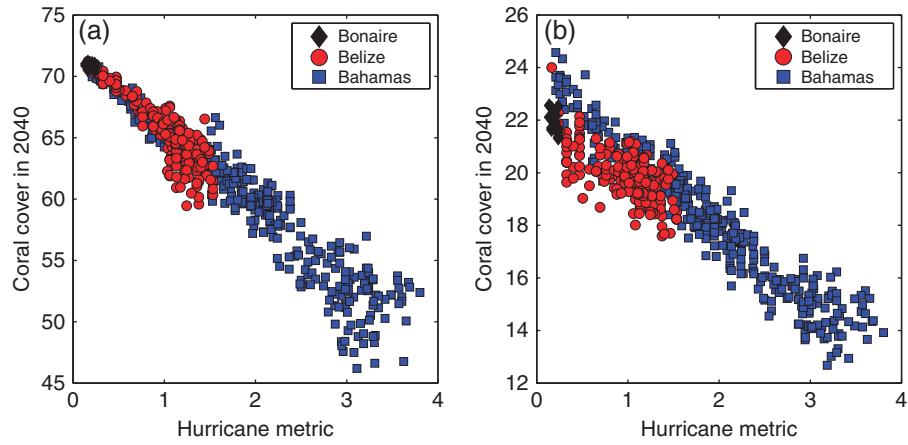 (a)
Bonaire
Belize
Bahamas
75
70
65
60
55
50
45
Coral cover in 2040
0 1 2 3 4
Hurricane metric
(b)
Bonaire
Belize
Bahamas
26
24
22
20
18
16
14
12
Coral cover in 2040
0 1 2 3 4
Hurricane metric